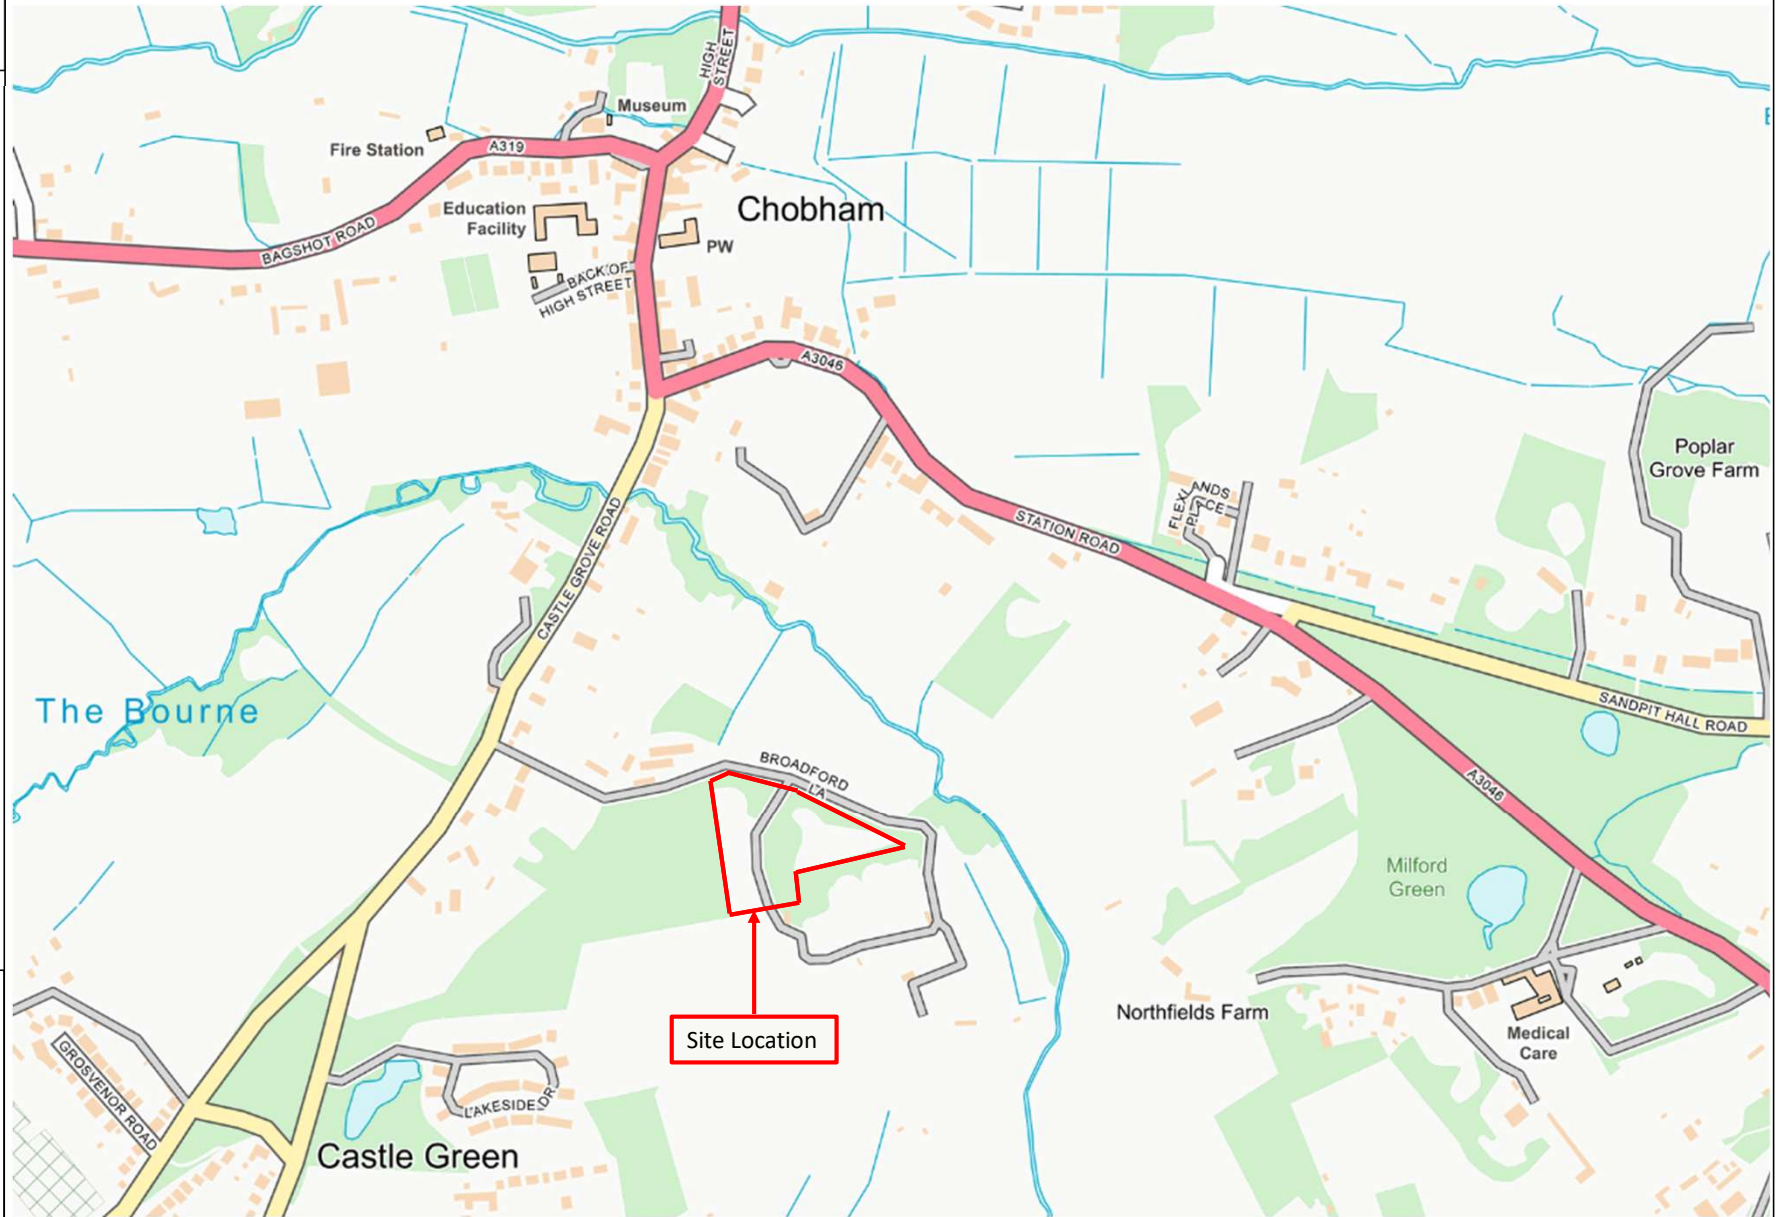 HIGH
STREET
Museum
Fire Station
A319
Education
Facility
Chobham
BAGSHOT ROAD
PW
BACK OF
HIGH STREET
A3046
Poplar
Grove Farm
FLEXLANDS
PLACE
STATION ROAD
CASTLE GROVE ROAD
The Bourne
SANDPIT HALL ROAD
BROADFORD
LA
A3046
Milford
Green
Northfields Farm
Site Location
Medical
Care
GROSVENOR ROAD
LAKESIDE DR
Castle Green